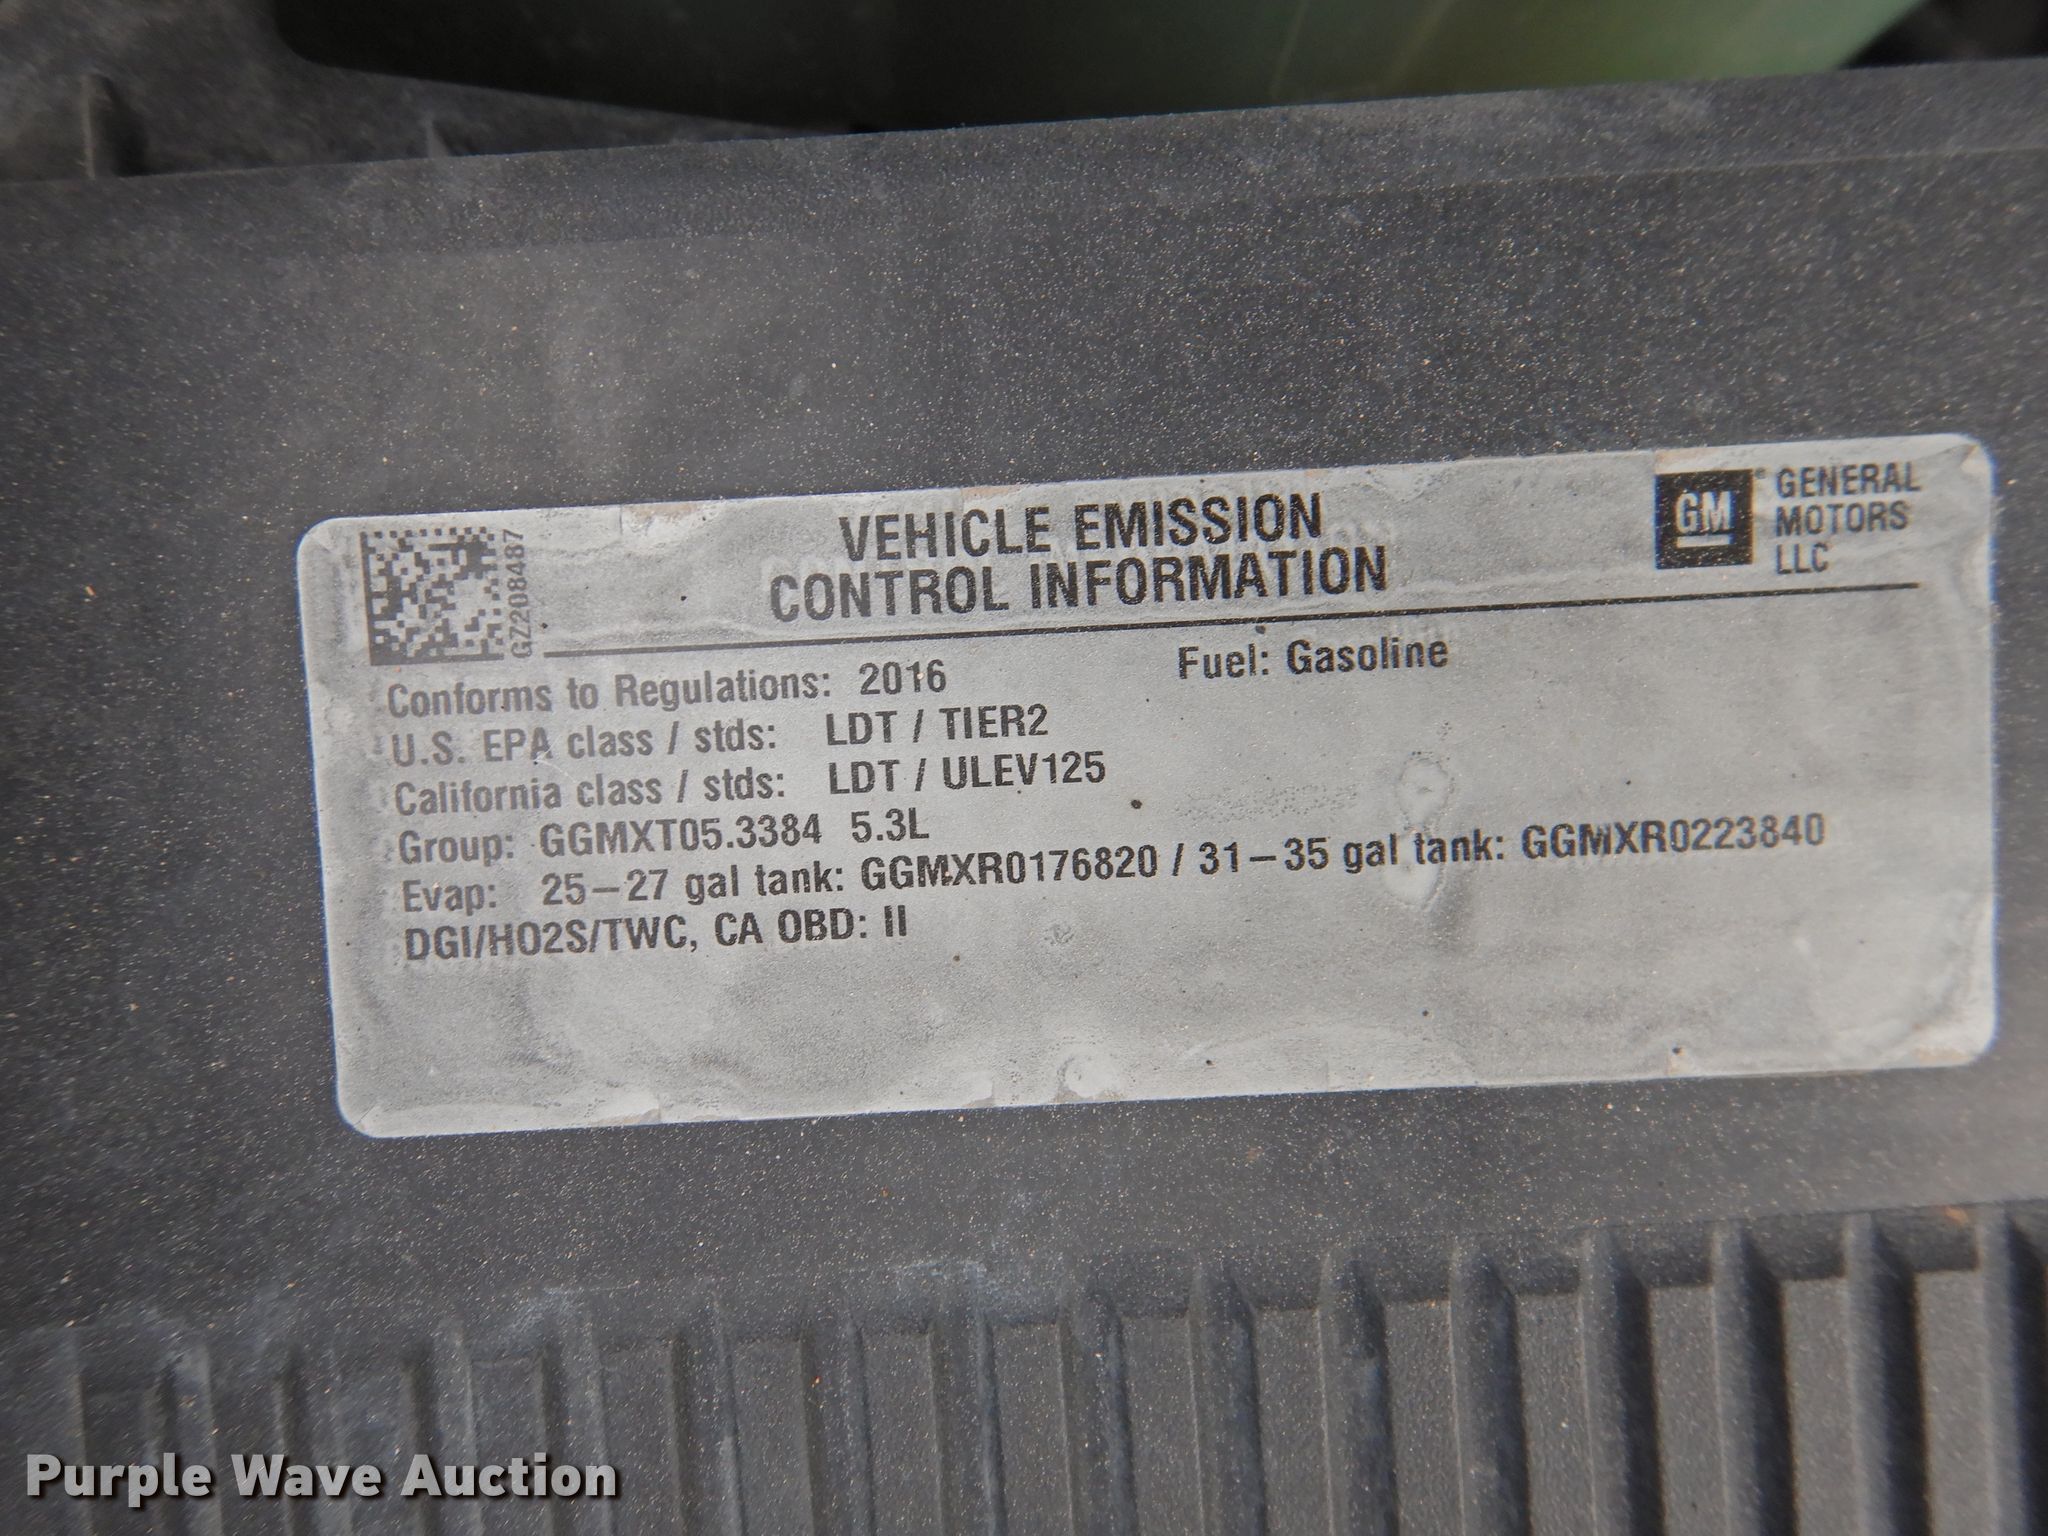 GZ208487
VEHICLE EMISSION
CONTROL INFORMATION
GM® GENERAL
MOTORS
LLC
Conforms to Regulations: 2016 Fuel: Gasoline
U.S. EPA class / stds: LDT / TIER2
California class / stds: LDT / ULEV125
Group: GGMXT05.3384 5.3L
Evap: 25–27 gal tank: GGMXR0176820 / 31–35 gal tank: GGMXR0223840
DGI/HO2S/TWC, CA OBD: II
Purple Wave Auction